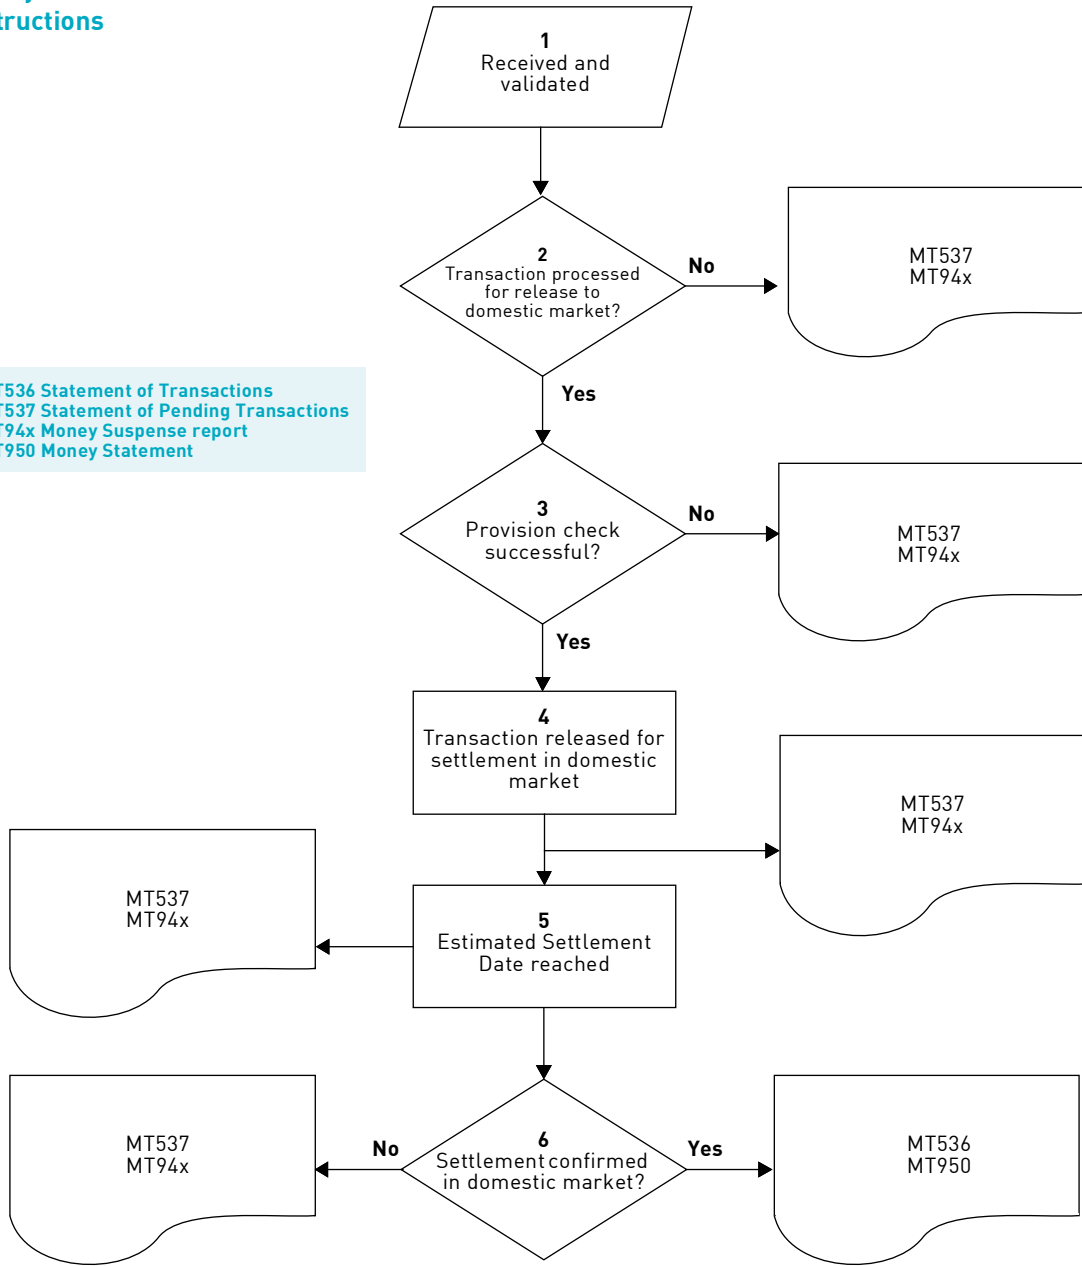 tructions
1
Received and
validated
2
Transaction processed
for release to
domestic market?
No
MT537
MT94x
Yes
T536 Statement of Transactions
T537 Statement of Pending Transactions
T94x Money Suspense report
T950 Money Statement
3
Provision check
successful?
No
MT537
MT94x
Yes
4
Transaction released for
settlement in domestic
market
MT537
MT94x
MT537
MT94x
5
Estimated Settlement
Date reached
MT537
MT94x
No
6
Settlement confirmed
in domestic market?
Yes
MT536
MT950